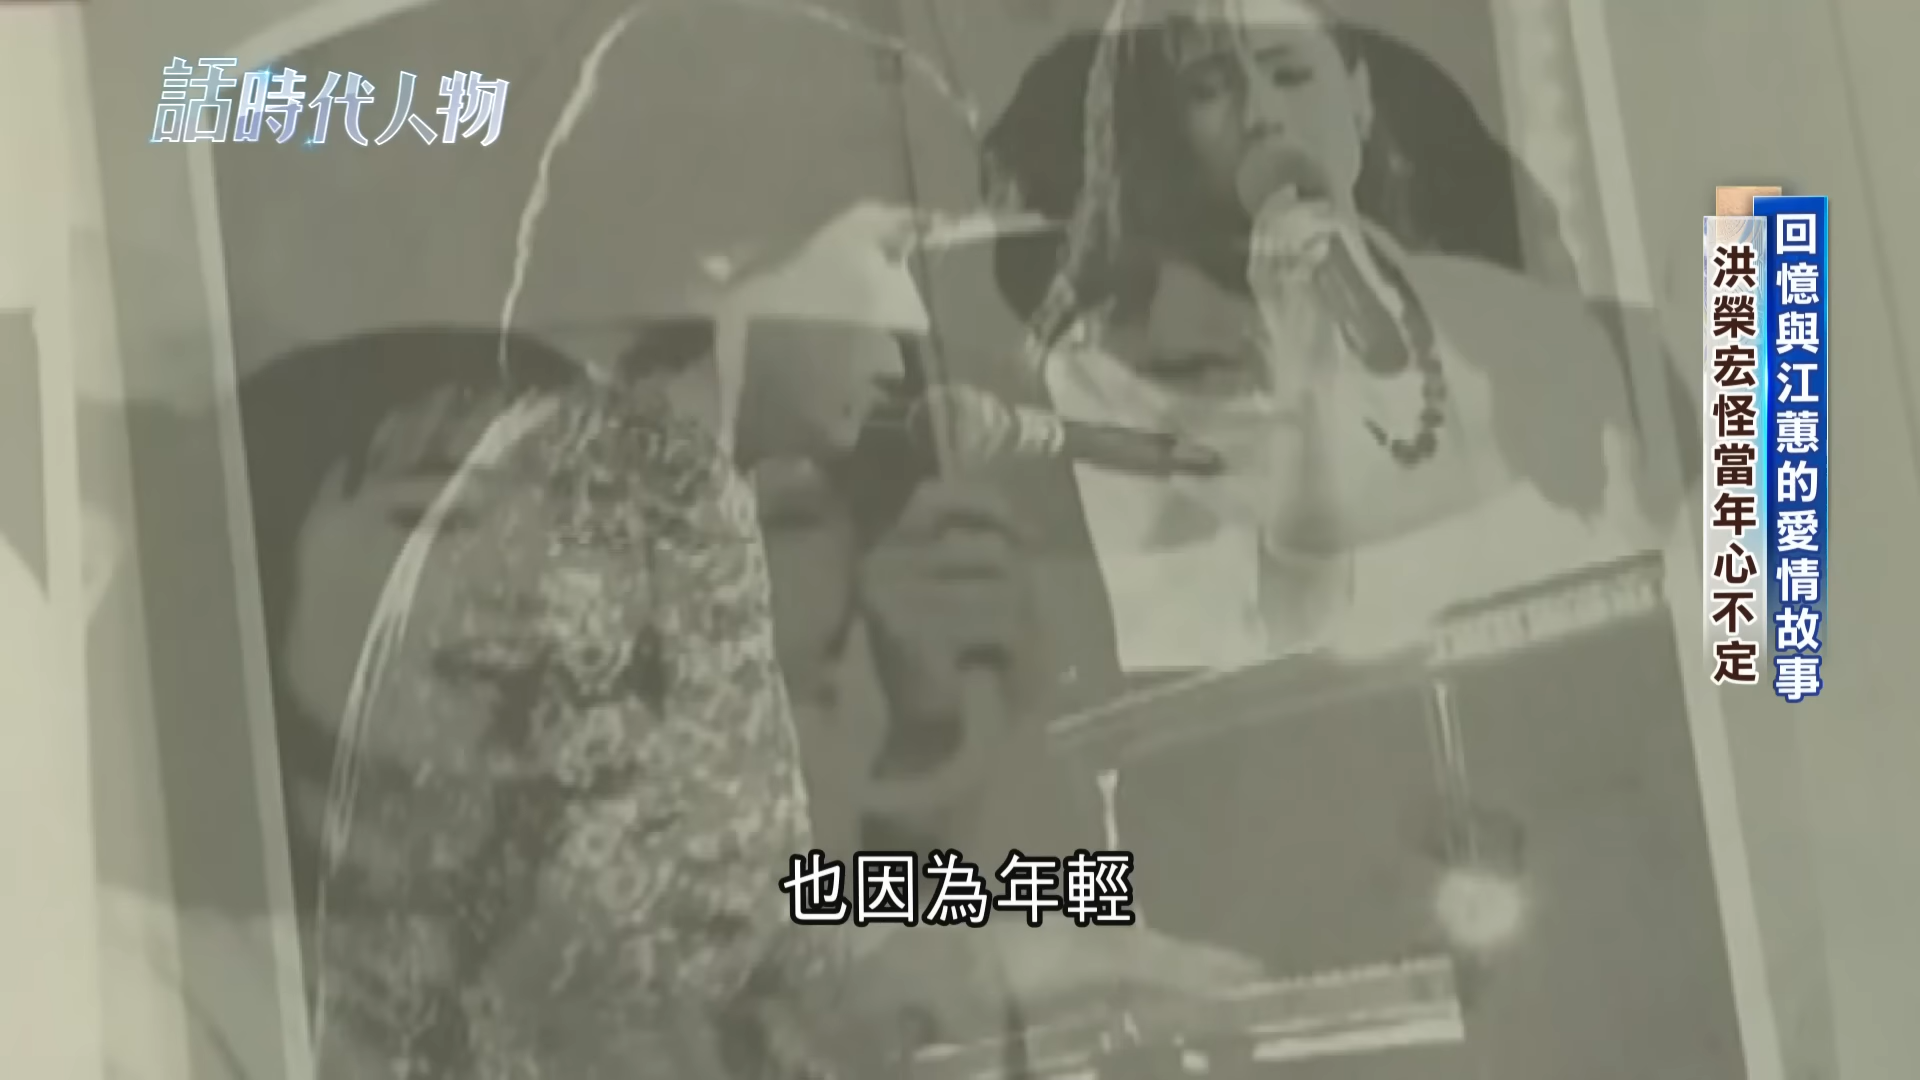 話時代人物
回憶與江蕙的愛情故事
洪榮宏怪當年心不定
也因為年輕